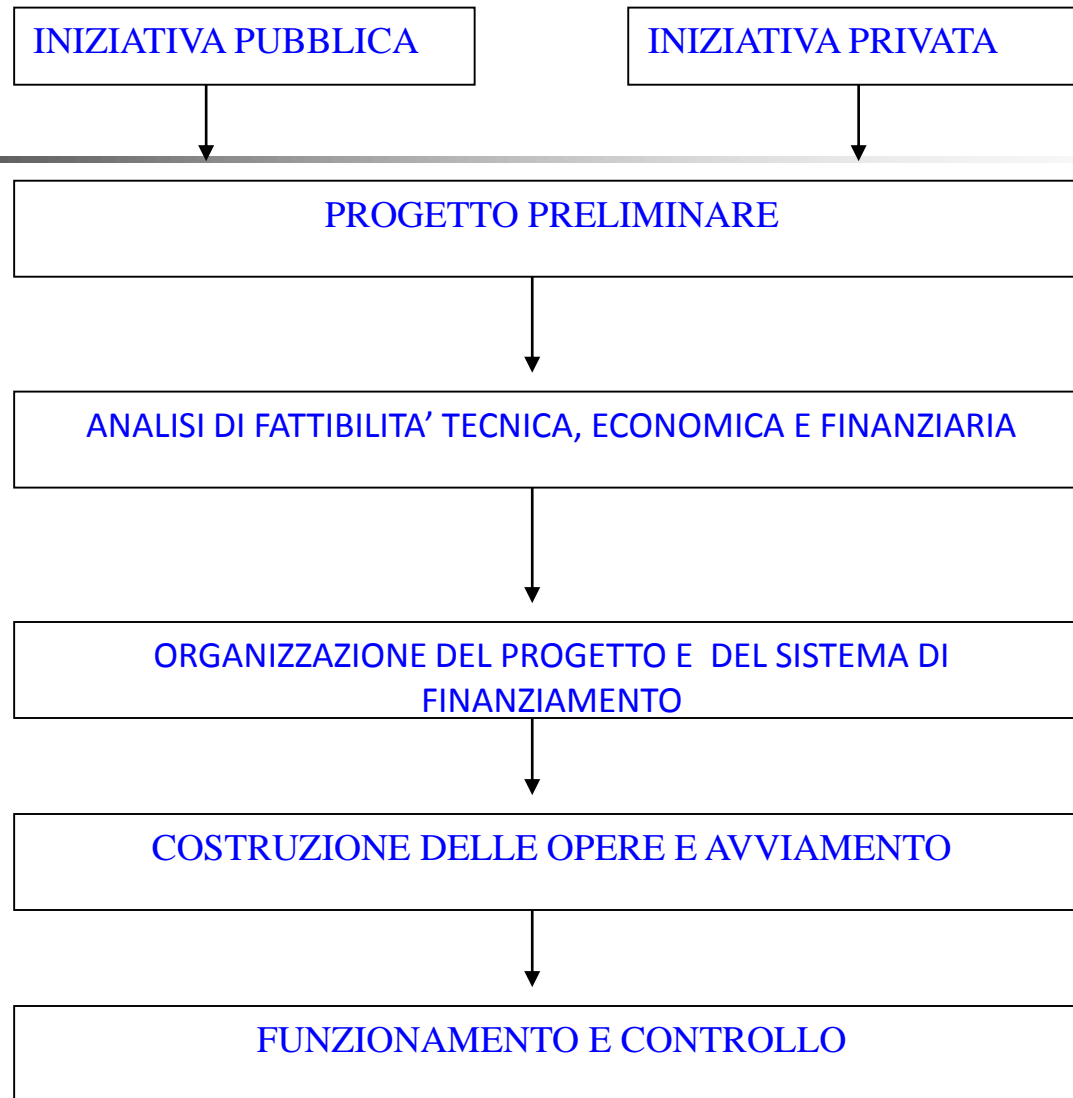 INIZIATIVA PUBBLICA
INIZIATIVA PRIVATA
PROGETTO PRELIMINARE
ANALISI DI FATTIBILITA’ TECNICA, ECONOMICA E FINANZIARIA
ORGANIZZAZIONE DEL PROGETTO E DEL SISTEMA DI
FINANZIAMENTO
COSTRUZIONE DELLE OPERE E AVVIAMENTO
FUNZIONAMENTO E CONTROLLO